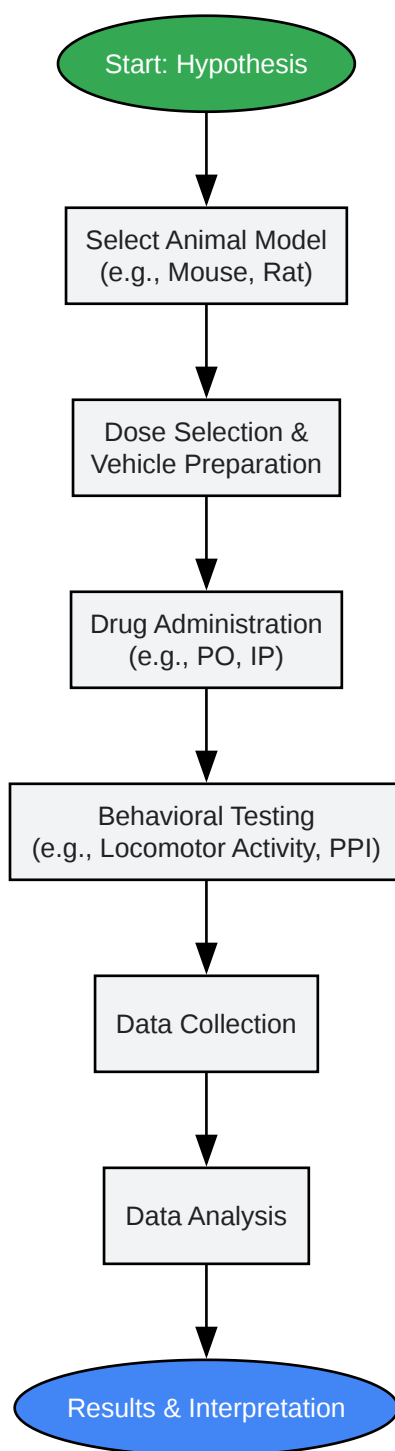 Start: Hypothesis
Select Animal Model
(e.g., Mouse, Rat)
Dose Selection &
Vehicle Preparation
Drug Administration
(e.g., PO, IP)
Behavioral Testing
(e.g., Locomotor Activity, PPI)
Data Collection
Data Analysis
Results & Interpretation